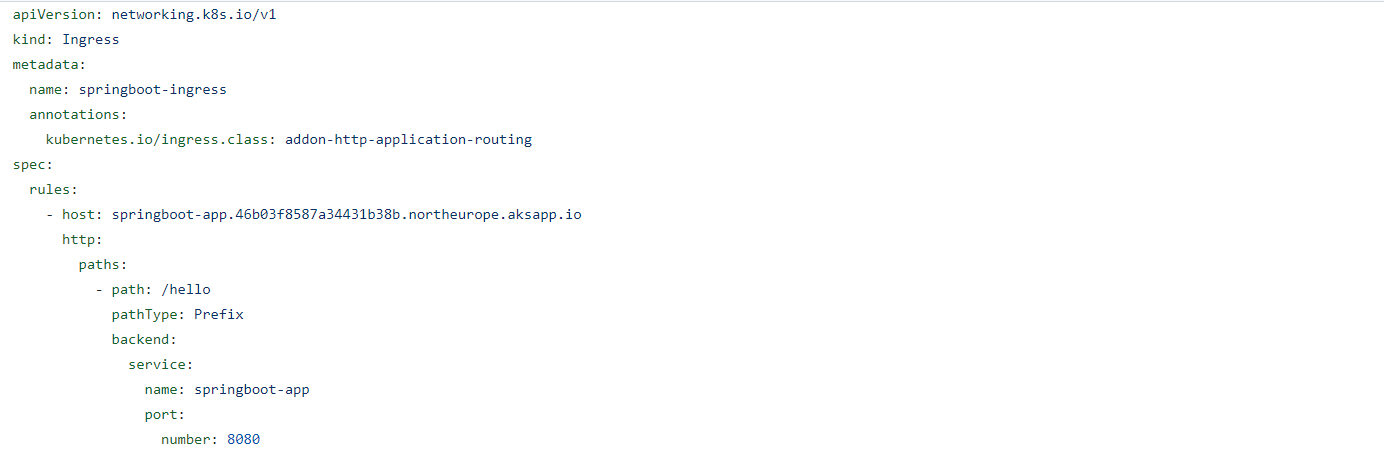 apiVersion: networking.k8s.io/v1
kind: Ingress
metadata:
  name: springboot-ingress
  annotations:
    kubernetes.io/ingress.class: addon-http-application-routing
spec:
  rules:
    - host: springboot-app.46b03f8587a34431b38b.northeurope.aksapp.io
      http:
        paths:
          - path: /hello
            pathType: Prefix
            backend:
              service:
                name: springboot-app
                port:
                  number: 8080